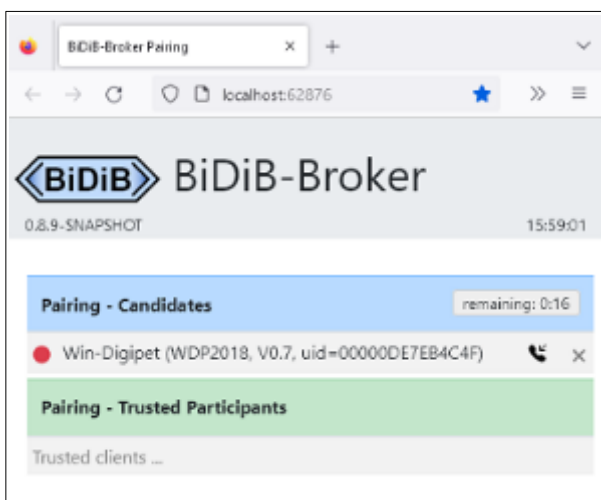 BiDiB-Broker Pairing
localhost:62876
BiDiB
BiDiB-Broker
0.8.9-SNAPSHOT
15:59:01
Pairing - Candidates
remaining: 0:16
Win-Digipet (WDP2018, V0.7, uid=00000DE7EB4C4F)
Pairing - Trusted Participants
Trusted clients ...